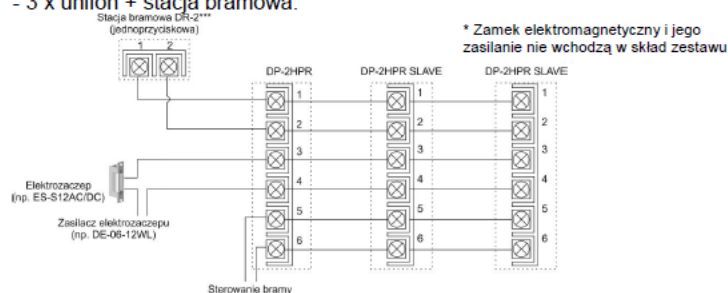 - 3 x unifon + stacja bramowa.
Stacja bramowa DR-2***
(jednoprzyciskowa)
* Zamek elektromagnetyczny i jego
zasilanie nie wchodzą w skład zestawu
1 2
DP-2HPR
DP-2HPR SLAVE
DP-2HPR SLAVE
1 1 1
2 2 2
3 3 3
4 4 4
5 5 5
6 6 6
Elektrozaczep
(np. ES-S12AC/DC)
Zasilacz elektrozaczepu
(np. DE-06-12WL)
Sterowanie bramy